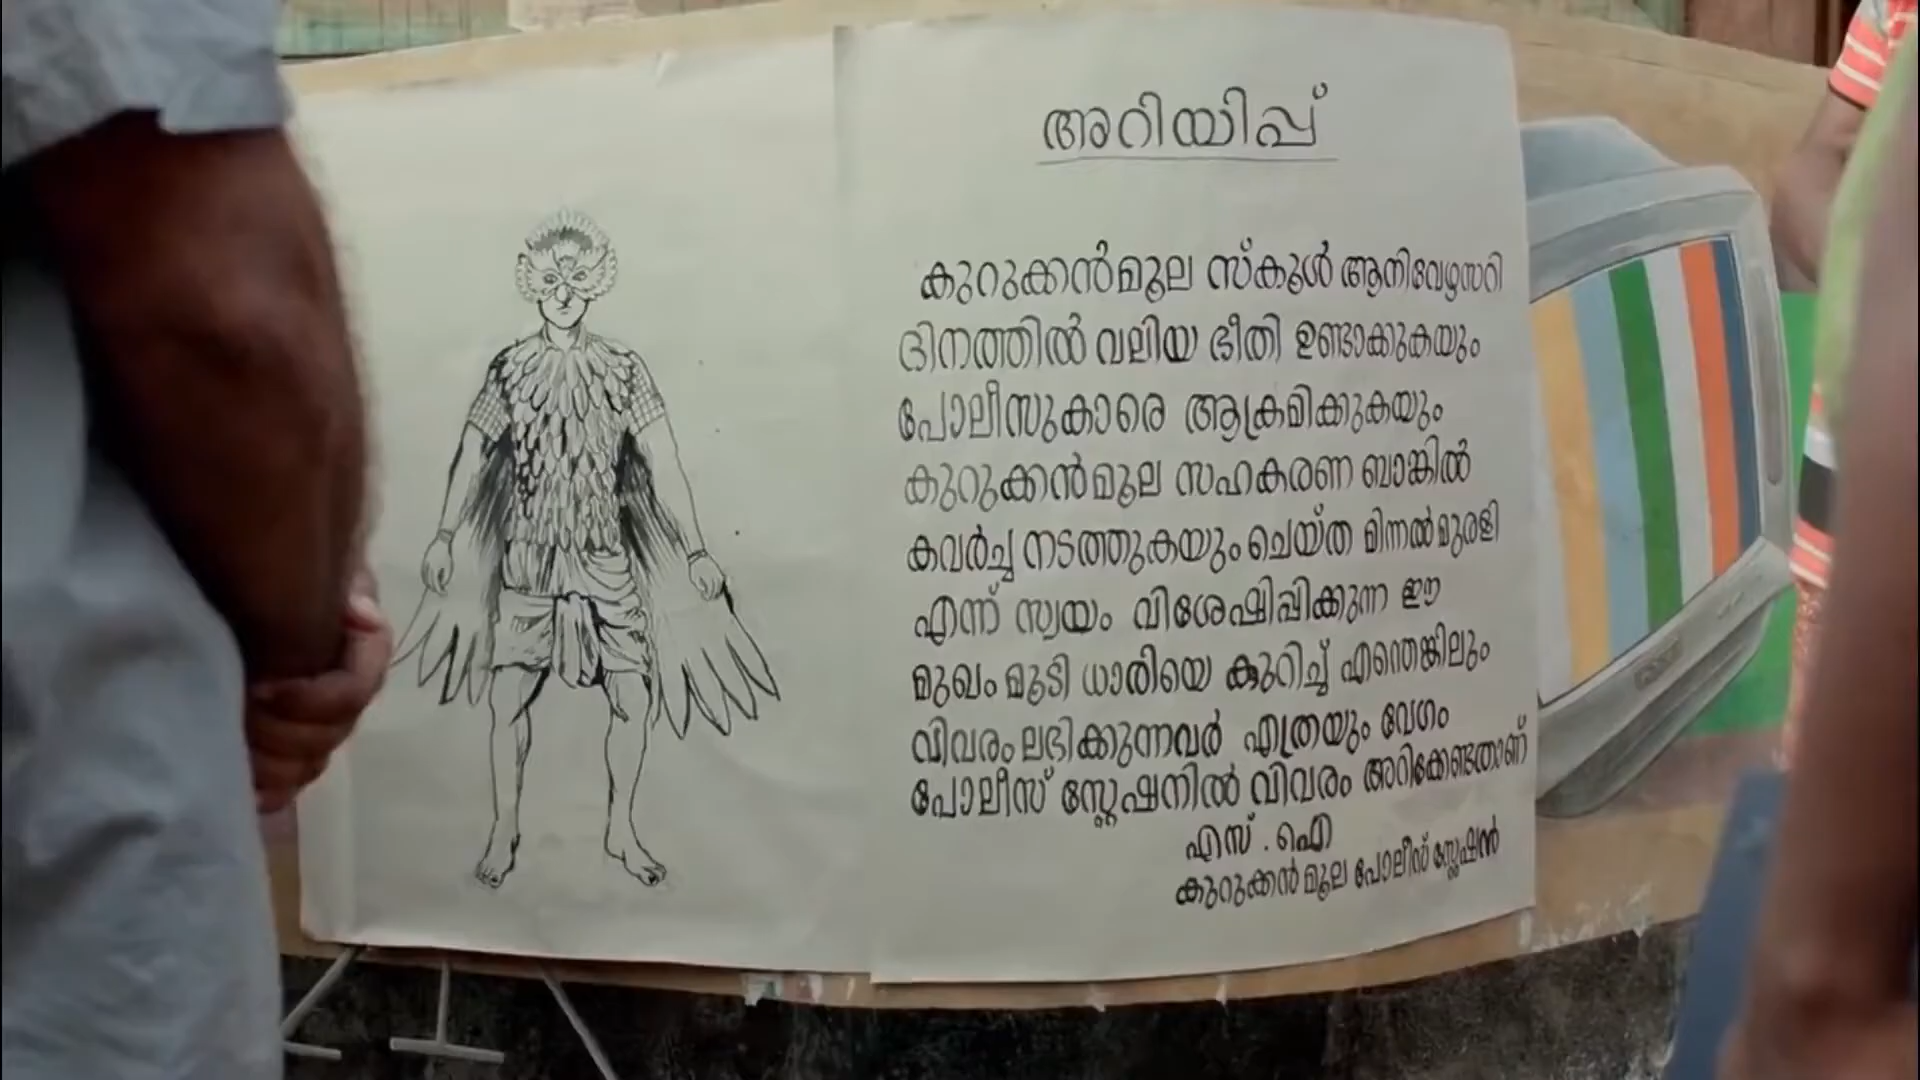 അറിയിപ്പ്
കുറുക്കൻമൂല സ്കൂൾ ആനിവേഴ്സറി
ദിനത്തിൽ വലിയ ഭീതി ഉണ്ടാക്കുകയും
പോലീസുകാരെ ആക്രമിക്കുകയും
കുറുക്കൻമൂല സഹകരണ ബാങ്കിൽ
കവർച്ച നടത്തുകയും ചെയ്ത മിന്നൽ മുരളി
എന്ന് സ്വയം വിശേഷിപ്പിക്കുന്ന ഈ
മുഖം മൂടി ധാരിയെ കുറിച്ച് എന്തെങ്കിലും
വിവരം ലഭിക്കുന്നവർ എത്രയും വേഗം
പോലീസ് സ്റ്റേഷനിൽ വിവരം അറിക്കേണ്ടതാണ്
എസ്.ഐ
കുറുക്കൻ മൂല പോലീസ് സ്റ്റേഷൻ